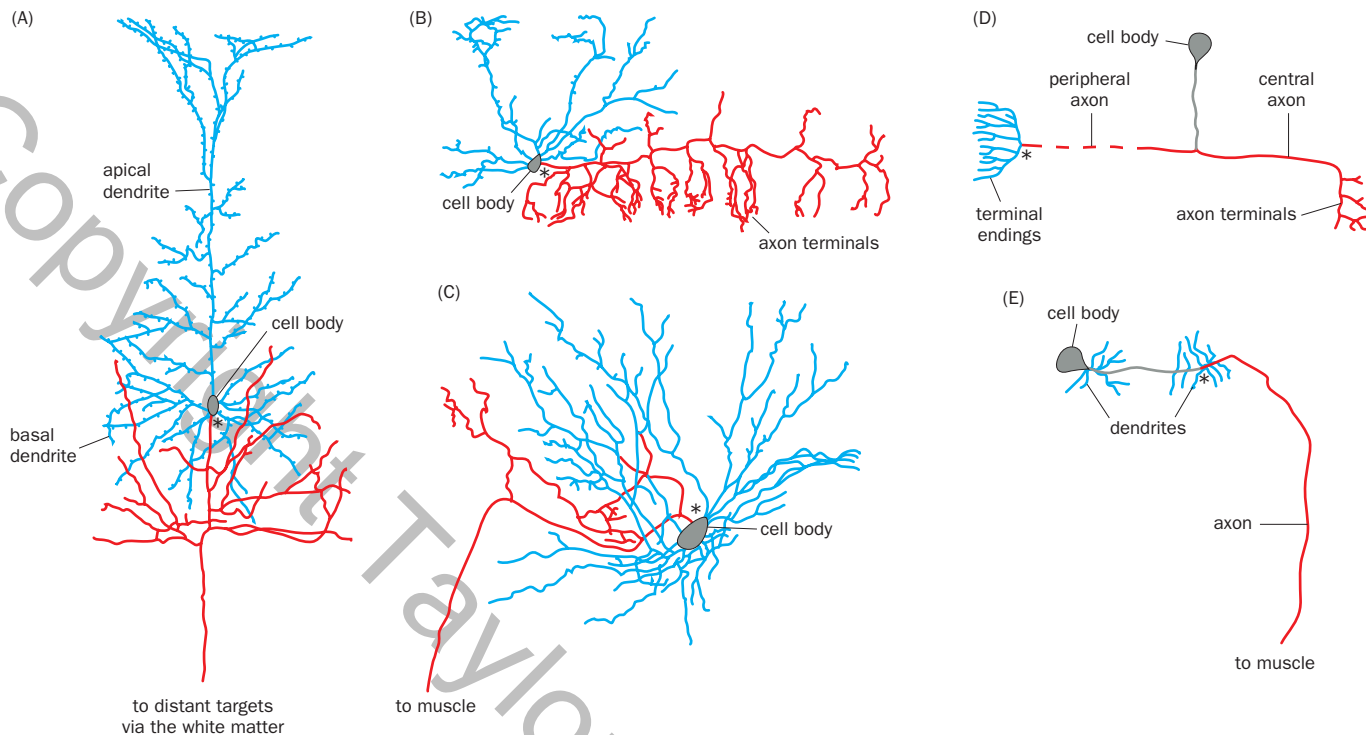 (A)
apical
dendrite
cell body
*
basal
dendrite
to distant targets
via the white matter
(B)
cell body
*
axon terminals
(C)
*
cell body
to muscle
(D)
cell body
peripheral
axon
central
axon
*
terminal
endings
axon terminals
(E)
cell body
*
dendrites
axon
to muscle
Copyright Taylo